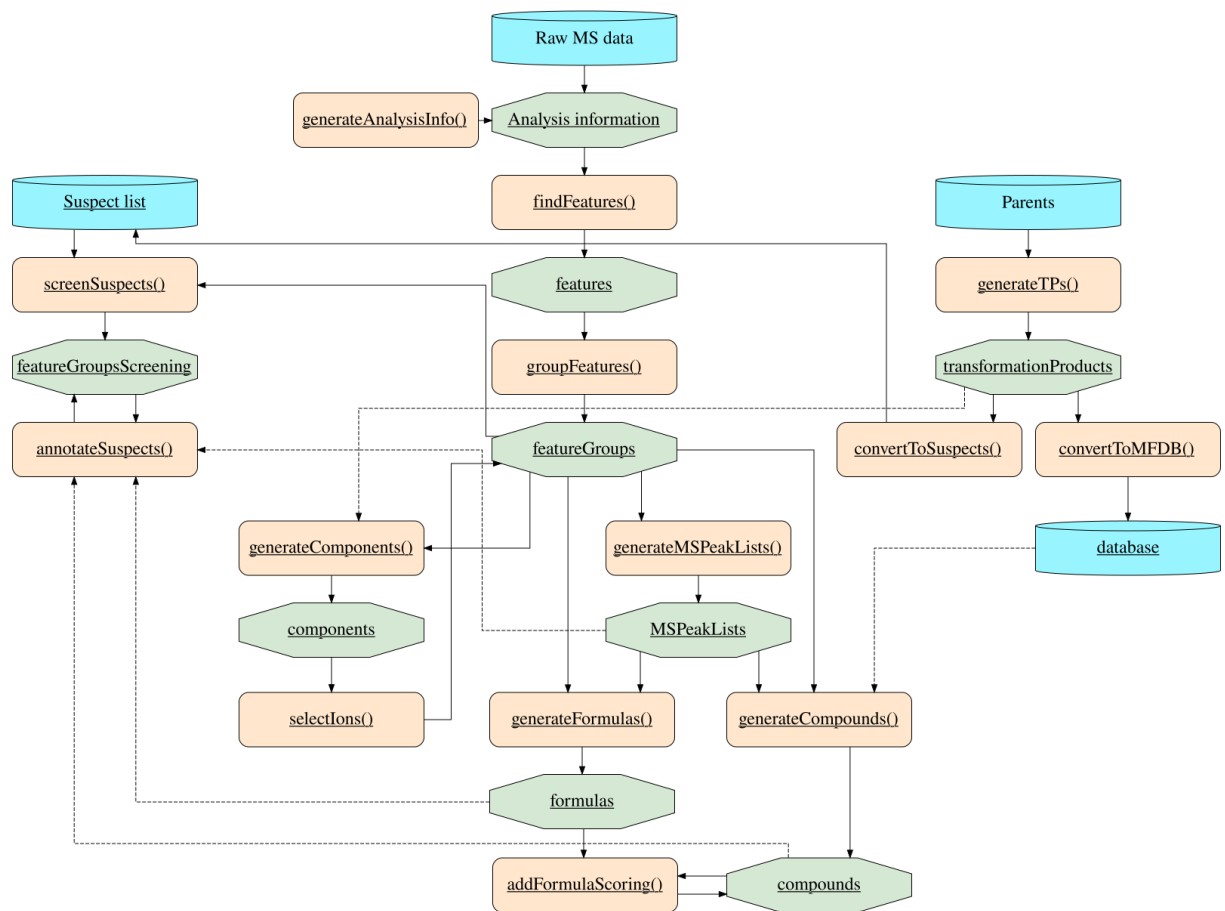 Raw MS data
generateAnalysisInfo()
Analysis information
Suspect list
findFeatures()
Parents
screenSuspects()
features
generateTPs()
featureGroupsScreening
groupFeatures()
transformationProducts
annotateSuspects()
featureGroups
convertToSuspects()
convertToMFDB()
generateComponents()
generateMSPeakLists()
database
components
MSPeakLists
selectIons()
generateFormulas()
generateCompounds()
formulas
addFormulaScoring()
compounds